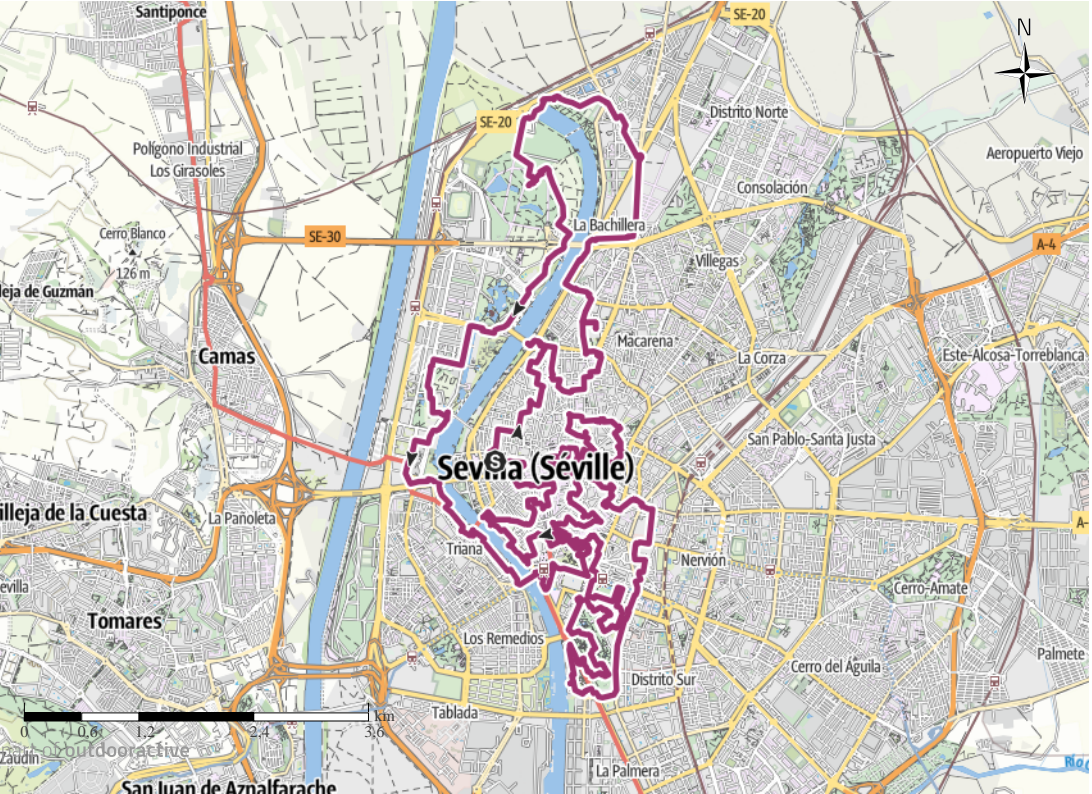 Santiponce
SE-20
N
SE-20
Distrito Norte
Polígono Industrial
Los Girasoles
Aeropuerto Viejo
Consolación
La Bachillera
Cerro Blanco
SE-30
A-4
126 m
Villegas
leja de Guzmán
Macarena
La Corza
Este-Alcosa-Torreblanca
Camas
San Pablo-Santa Justa
S
Sevilla (Seville)
illeja de la Cuesta
La Pañoleta
A-
Triana
Nervión
evilla
Cerro-Amate
Tomares
Los Remedios
Palmete
Cerro del Águila
Distrito Sur
Tablada
km
0 0,6 1,2 2,4 3,6
outdooractive
Zaudín
La Palmera
Río
San Juan de Aznalfarache